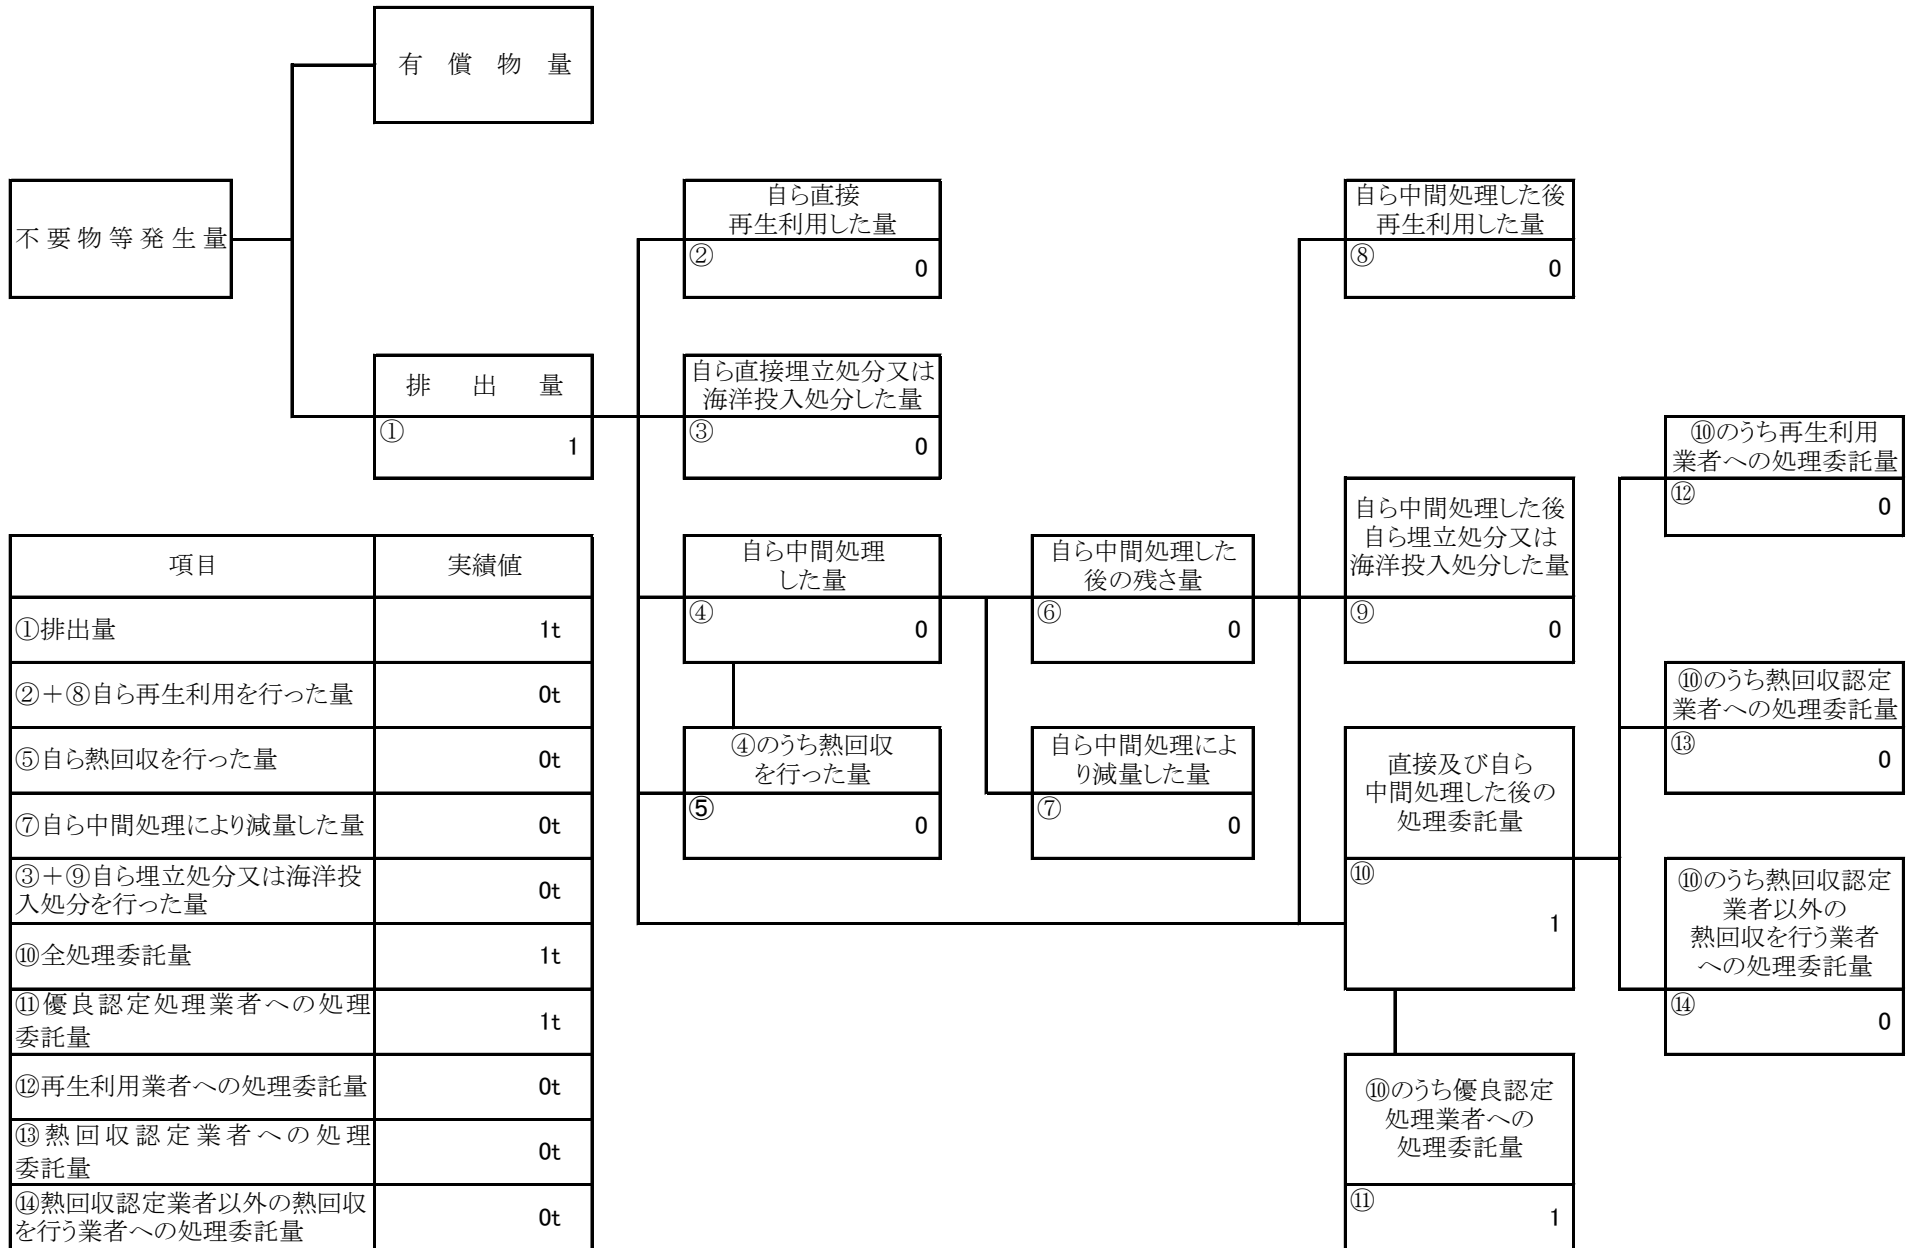 有 償 物 量
不 要 物 等 発 生 量
自ら直接
再生利用した量
②
0
自ら中間処理した後
再生利用した量
⑧
0
排 出 量
①
1
自ら直接埋立処分又は
海洋投入処分した量
③
0
⑩のうち再生利用
業者への処理委託量
⑫
0
自ら中間処理
した量
④
0
自ら中間処理した
後の残さ量
⑥
0
自ら中間処理した後
自ら埋立処分又は
海洋投入処分した量
⑨
0
⑩のうち熱回収認定
業者への処理委託量
⑬
0
④のうち熱回収
を行った量
⑤
0
自ら中間処理によ
り減量した量
⑦
0
直接及び自ら
中間処理した後の
処理委託量
⑩
1
⑩のうち熱回収認定
業者以外の
熱回収を行う業者
への処理委託量
⑭
0
⑩のうち優良認定
処理業者への
処理委託量
⑪
1
項目 実績値
①排出量 1t
②＋⑧自ら再生利用を行った量 0t
⑤自ら熱回収を行った量 0t
⑦自ら中間処理により減量した量 0t
③＋⑨自ら埋立処分又は海洋投
入処分を行った量 0t
⑩全処理委託量 1t
⑪優良認定処理業者への処理
委託量 1t
⑫再生利用業者への処理委託量 0t
⑬熱回収認定業者への処理
委託量 0t
⑭熱回収認定業者以外の熱回収
を行う業者への処理委託量 0t